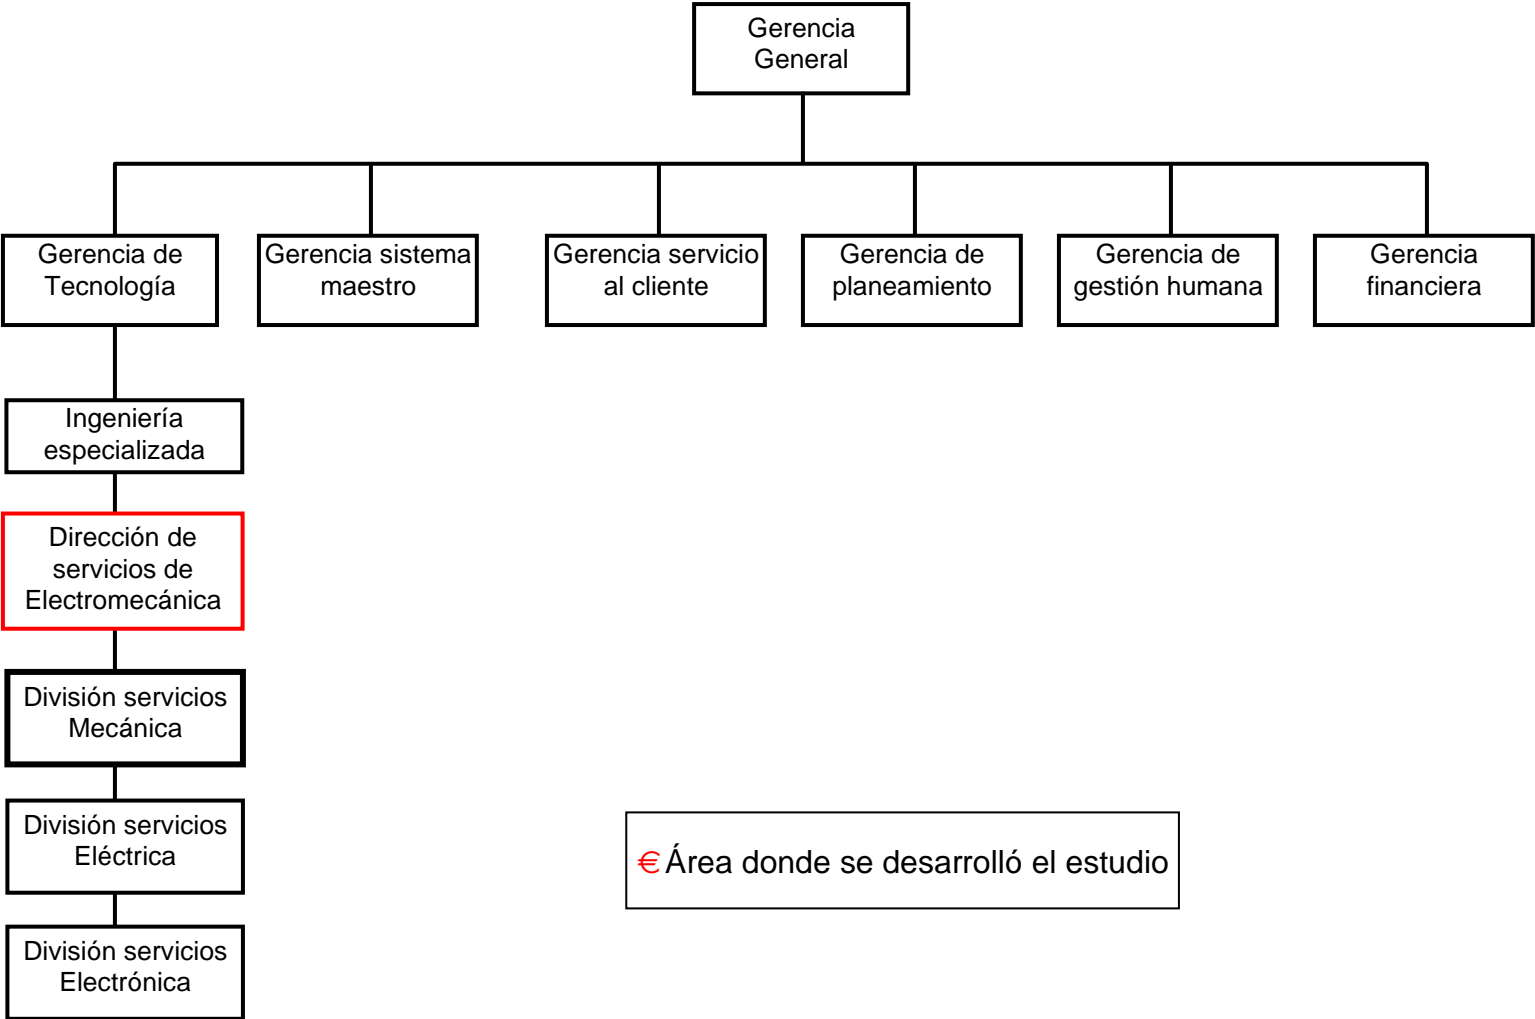 Gerencia
General
Gerencia de
Tecnología
Gerencia sistema
maestro
Gerencia servicio
al cliente
Gerencia de
planeamiento
Gerencia de
gestión humana
Gerencia
financiera
Ingeniería
especializada
Dirección de
servicios de
Electromecánica
División servicios
Mecánica
División servicios
Eléctrica
División servicios
Electrónica
€ Área donde se desarrolló el estudio